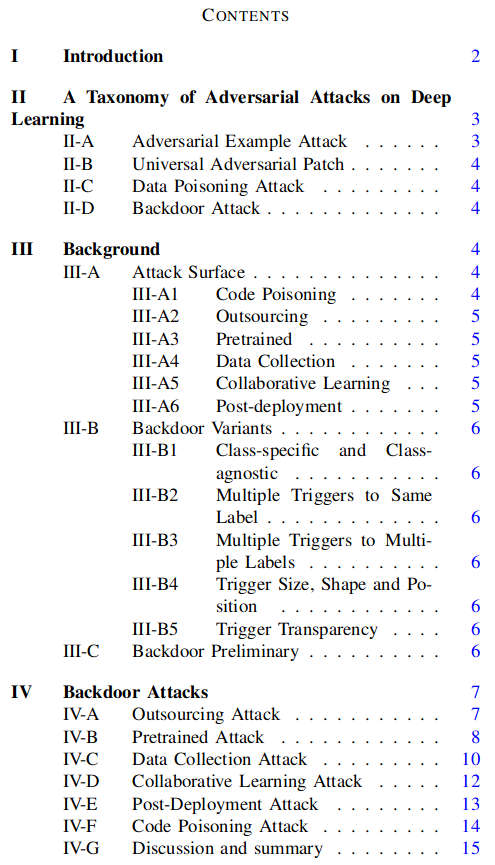 CONTENTS
I Introduction 2
II A Taxonomy of Adversarial Attacks on Deep
Learning 3
II-A Adversarial Example Attack . . . . . . 3
II-B Universal Adversarial Patch . . . . . . . 4
II-C Data Poisoning Attack . . . . . . . . . 4
II-D Backdoor Attack . . . . . . . . . . . . . 4
III Background 4
III-A Attack Surface . . . . . . . . . . . . . . 4
III-A1 Code Poisoning . . . . . . . 4
III-A2 Outsourcing . . . . . . . . . 5
III-A3 Pretrained . . . . . . . . . . 5
III-A4 Data Collection . . . . . . . 5
III-A5 Collaborative Learning . . . 5
III-A6 Post-deployment . . . . . . . 5
III-B Backdoor Variants . . . . . . . . . . . . 6
III-B1 Class-specific and Class-
agnostic . . . . . . . . . . . 6
III-B2 Multiple Triggers to Same
Label . . . . . . . . . . . . . 6
III-B3 Multiple Triggers to Multi-
ple Labels . . . . . . . . . . 6
III-B4 Trigger Size, Shape and Po-
sition . . . . . . . . . . . . 6
III-B5 Trigger Transparency . . . . 6
III-C Backdoor Preliminary . . . . . . . . . . 6
IV Backdoor Attacks 7
IV-A Outsourcing Attack . . . . . . . . . . . 7
IV-B Pretrained Attack . . . . . . . . . . . . 8
IV-C Data Collection Attack . . . . . . . . . 10
IV-D Collaborative Learning Attack . . . . . 12
IV-E Post-Deployment Attack . . . . . . . . 13
IV-F Code Poisoning Attack . . . . . . . . . 14
IV-G Discussion and summary . . . . . . . . 15